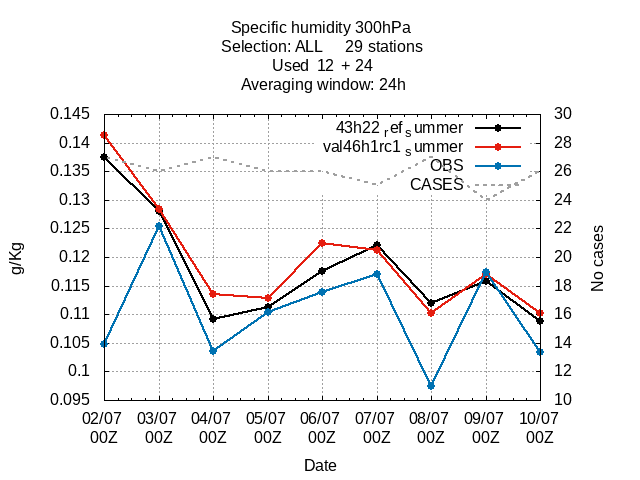 Specific humidity 300hPa
Selection: ALL 29 stations
Used 12 + 24
Averaging window: 24h
0.145
0.14
0.135
0.13
0.125
0.12
0.115
0.11
0.105
0.1
0.095
g/Kg
43h22ref summer
val46h1rc1 summer
OBS
CASES
30
28
26
24
22
20
18
16
14
12
10
No cases
02/07 03/07 04/07 05/07 06/07 07/07 08/07 09/07 10/07
00Z 00Z 00Z 00Z 00Z 00Z 00Z 00Z 00Z
Date